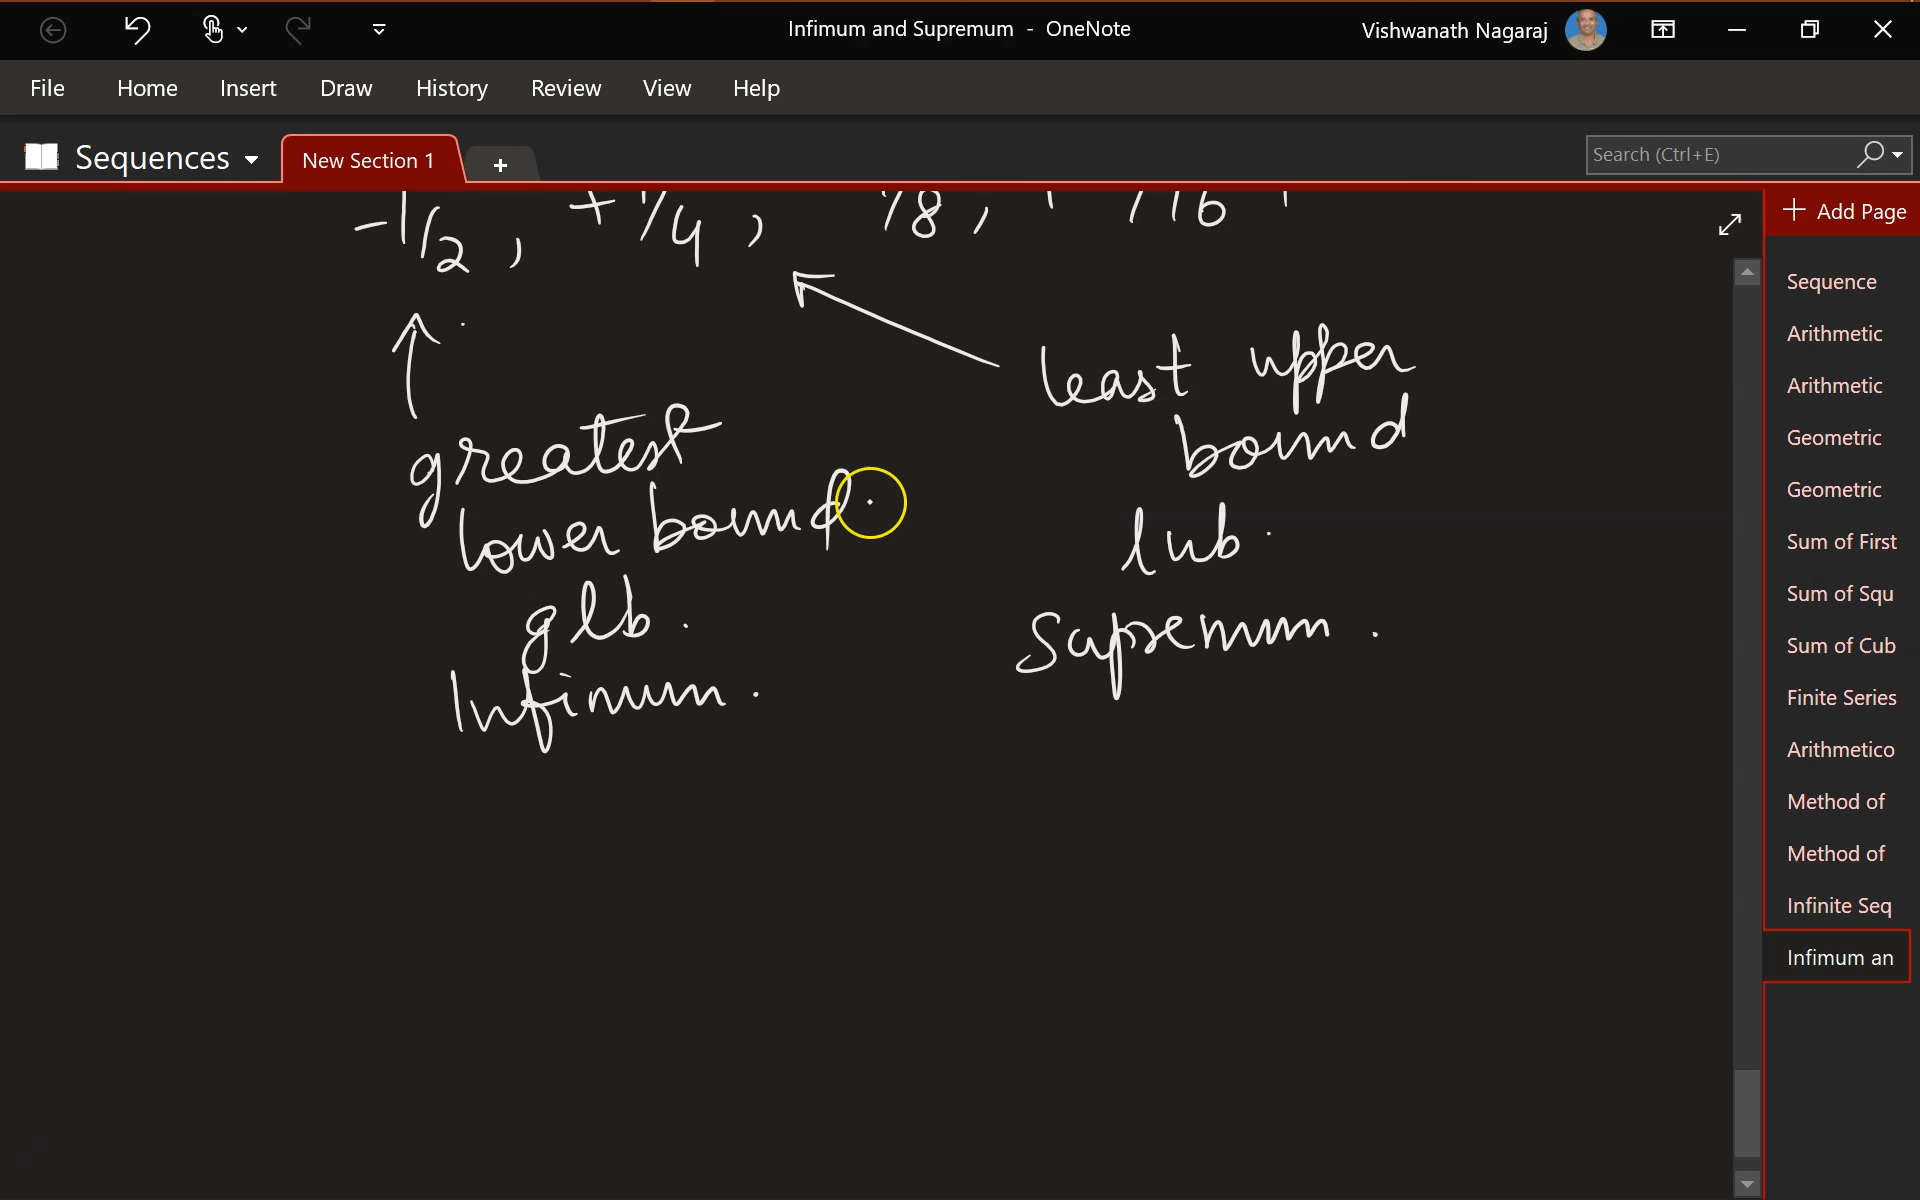 Infimum and Supremum - OneNote
Vishwanath Nagaraj
File Home Insert Draw History Review View Help
Sequences
New Section 1
+
Search (Ctrl+E)
-1/2 , + 1/4 , 1/8 , 1/16
+ Add Page
least upper
bound
lub.
Supremum.
greatest
lower bound.
glb.
Infimum.
Sequence
Arithmetic
Arithmetic
Geometric
Geometric
Sum of First
Sum of Squ
Sum of Cub
Finite Series
Arithmetico
Method of
Method of
Infinite Seq
Infimum an